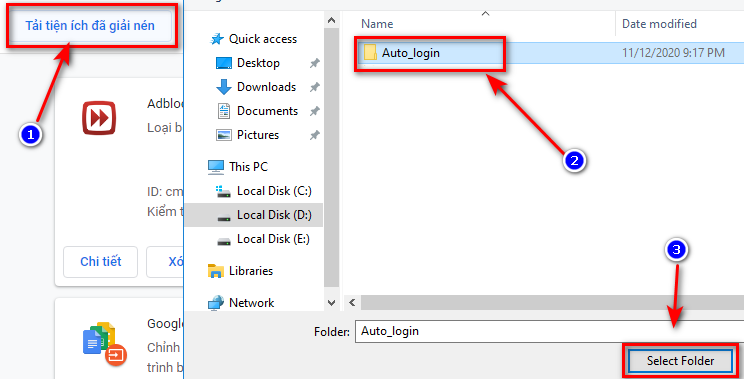 Tải tiện ích đã giải nén
1
Adbloc
Loại b
ID: cm
Kiểm t
Chi tiết
Xó
Google
Chỉnh
trình b
Quick access
Desktop
Downloads
Documents
Pictures
This PC
Local Disk (C:)
Local Disk (D:)
Local Disk (E:)
Libraries
Network
Name
Date modified
Auto_login
11/12/2020 9:17 PM
2
3
Folder:
Auto_login
Select Folder